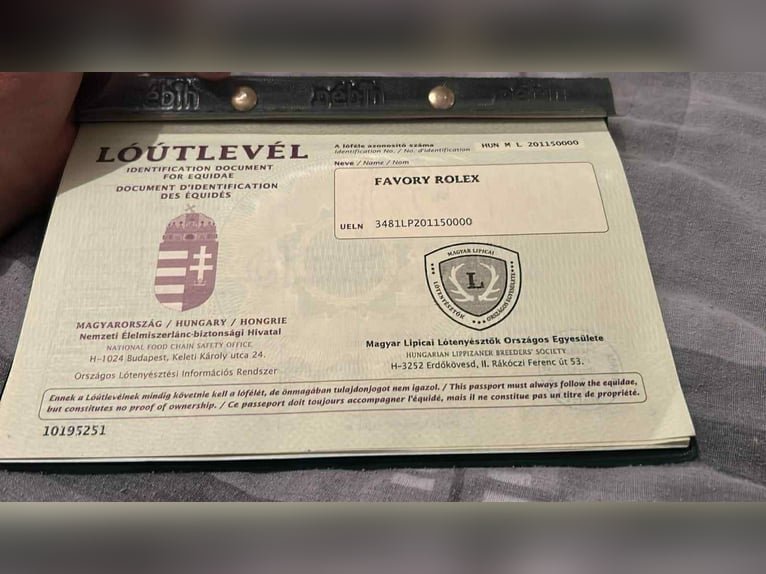 nébih nébih nébih
LÓÚTLEVÉL
IDENTIFICATION DOCUMENT
FOR EQUIDAE
DOCUMENT D'IDENTIFICATION
DES ÉQUIDÉS
MAGYARORSZÁG / HUNGARY / HONGRIE
Nemzeti Élelmiszerlánc-biztonsági Hivatal
NATIONAL FOOD CHAIN SAFETY OFFICE
H-1024 Budapest, Keleti Károly utca 24.
Országos Lótenyésztési Információs Rendszer
A lóféle azonosító száma
Identification No. / No. d'identification
HUN M L 201150000
Neve / Name / Nom
FAVORY ROLEX
UELN 3481LP201150000
MAGYAR LIPICAI
LÓTENYÉSZTŐK
ORSZÁGOS EGYESÜLETE
L
Magyar Lipicai Lótenyésztők Országos Egyesülete
HUNGARIAN LIPPIZANER BREEDERS' SOCIETY
H-3252 Erdőkövesd, II. Rákóczi Ferenc út 53.
Ennek a Lóútlevélnek mindig követnie kell a lófélét, de önmagában tulajdonjogot nem igazol. / This passport must always follow the equidae,
but constitutes no proof of ownership. / Ce passeport doit toujours accompagner l'équidé, mais il ne constitue pas un titre de propriété.
10195251